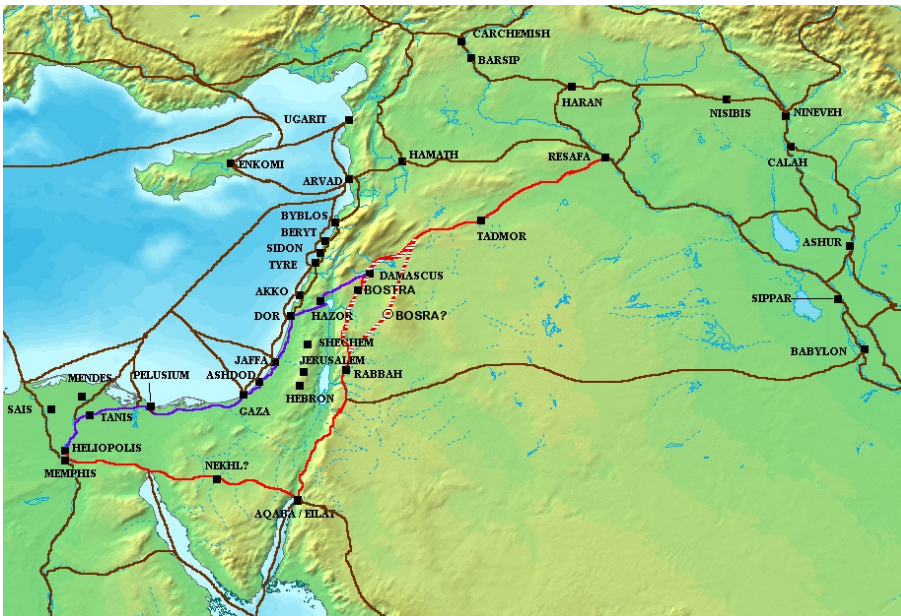 CARCHEMISH
BARSIP
HARAN
NISIBIS
NINEVEH
UGARIT
ENKOMI
HAMATH
RESAFA
CALAH
ARVAD
BYBLOS
BERYT
SIDON
TYRE
TADMOR
ASHUR
DAMASCUS
BOSTRA
AKKO
HAZOR
DOR
BOSRA?
SIPPAR
SHECHEM
JERUSALEM
JAFFA
ASHDOD
RABBAH
BABYLON
HEBRON
GAZA
PELUSIUM
MENDES
SAIS
TANIS
HELIOPOLIS
MEMPHIS
NEKHL?
AQABA / EILAT